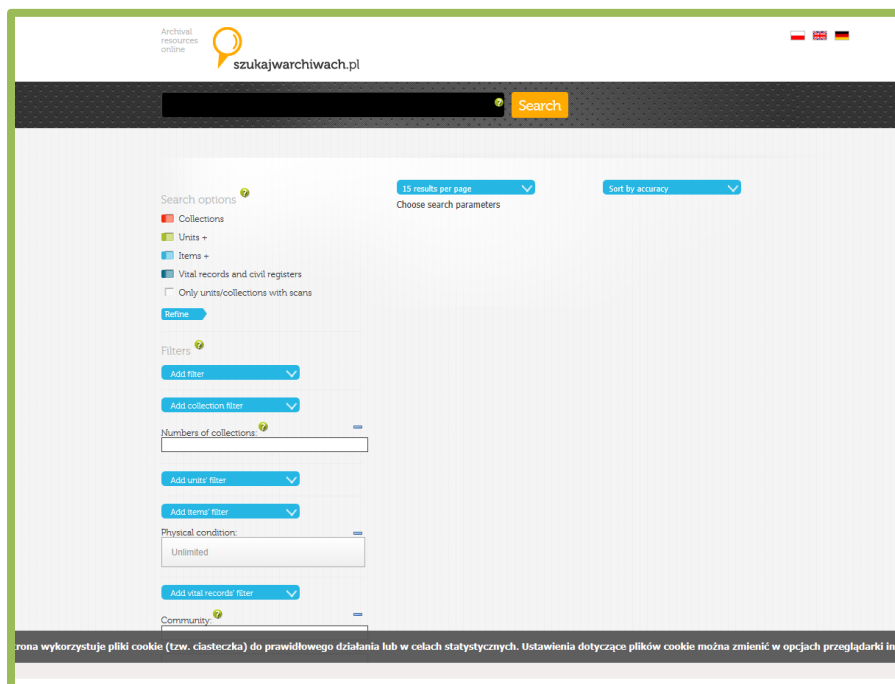 Archival
resources
online
szukajwarchiwach.pl
Search
Search options
15 results per page
Sort by accuracy
Choose search parameters
Collections
Units +
Items +
Vital records and civil registers
Only units/collections with scans
Refine
Filters
Add filter
Add collection filter
Numbers of collections:
Add units' filter
Add items' filter
Physical condition:
Unlimited
Add vital records' filter
Community:
wykorzystuje pliki cookie (tzw. ciasteczka) do prawidłowego działania lub w celach statystycznych. Ustawienia dotyczące plików cookie można zmienić w opcjach przeglądarki